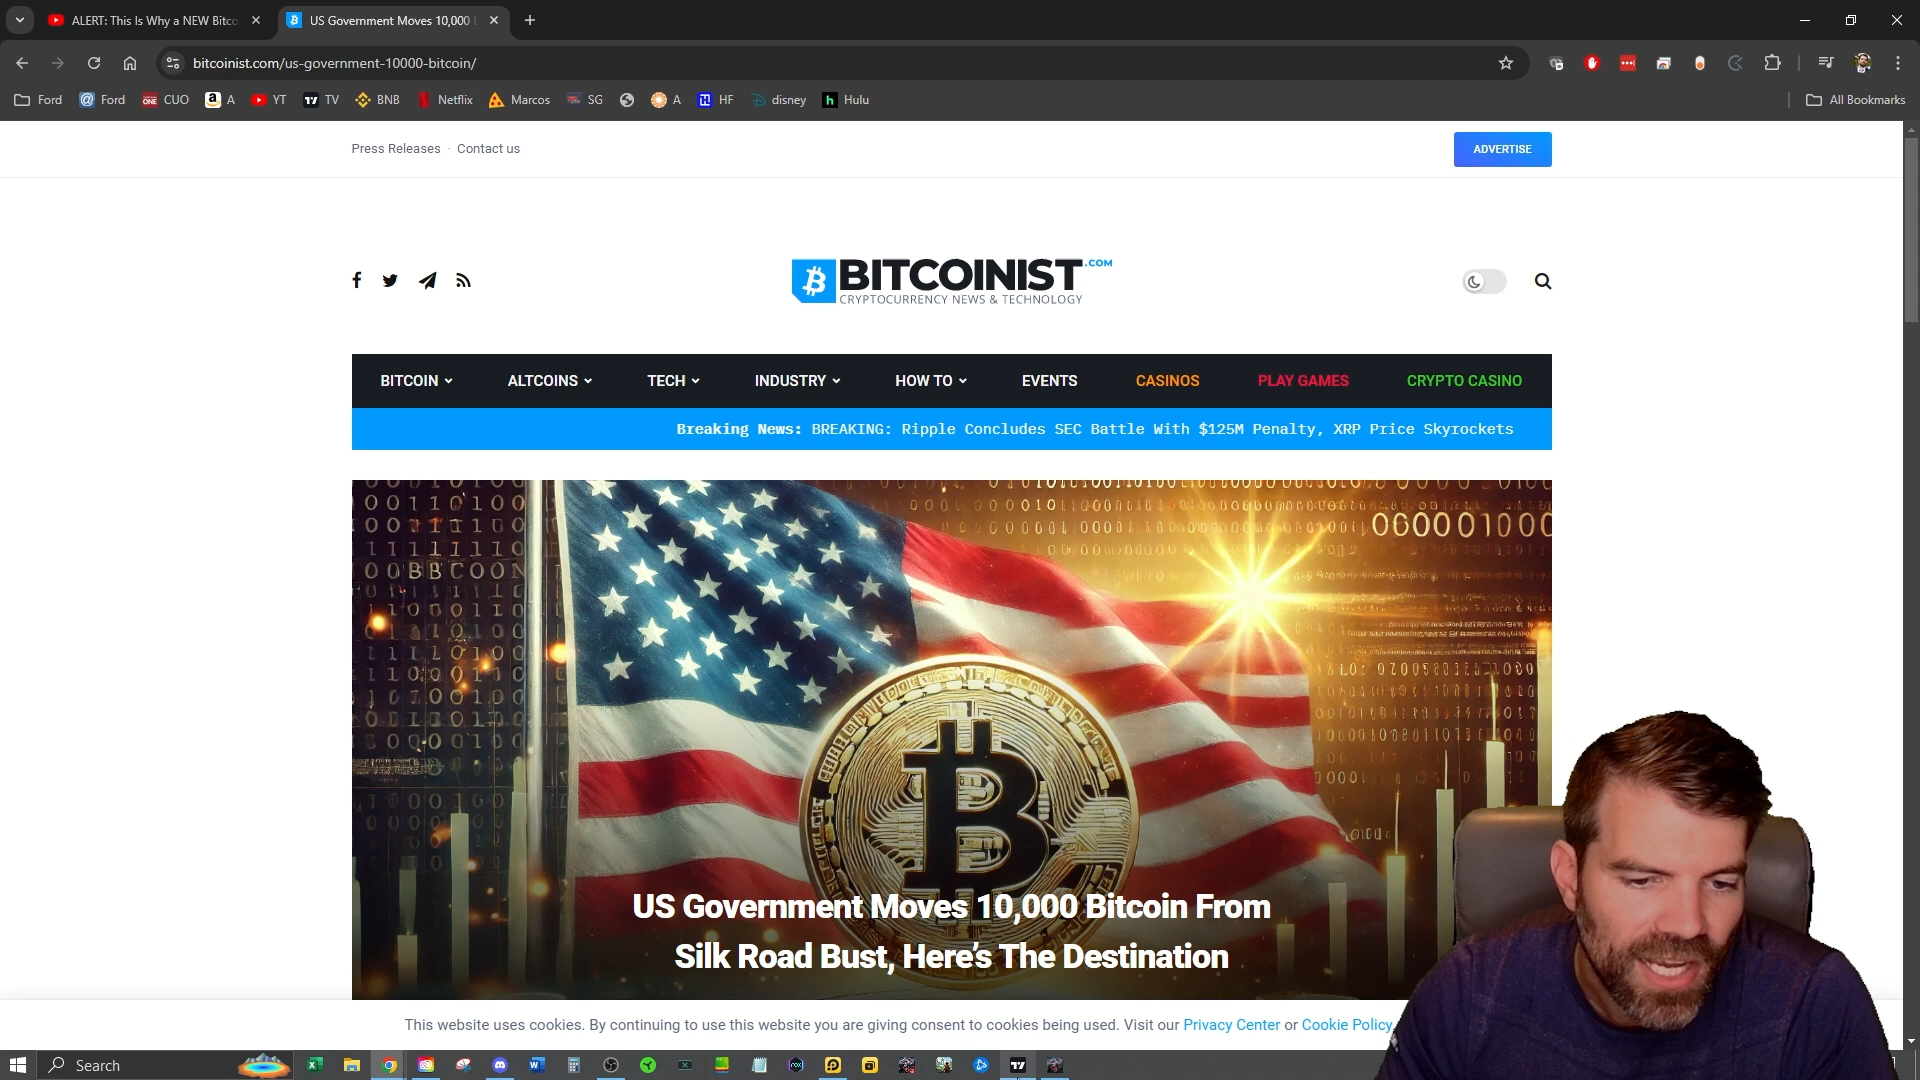 ALERT: This Is Why a NEW Bitco
US Government Moves 10,000
bitcoinist.com/us-government-10000-bitcoin/
Ford
Ford
CUO
A
YT
TV
BNB
Netflix
Marcos
SG
A
HF
disney
Hulu
All Bookmarks
Press Releases · Contact us
ADVERTISE
BITCOINIST.COM
CRYPTOCURRENCY NEWS & TECHNOLOGY
BITCOIN
ALTCOINS
TECH
INDUSTRY
HOW TO
EVENTS
CASINOS
PLAY GAMES
CRYPTO CASINO
Breaking News: BREAKING: Ripple Concludes SEC Battle With $125M Penalty, XRP Price Skyrockets
US Government Moves 10,000 Bitcoin From
Silk Road Bust, Here’s The Destination
This website uses cookies. By continuing to use this website you are giving consent to cookies being used. Visit our Privacy Center or Cookie Policy.
Search